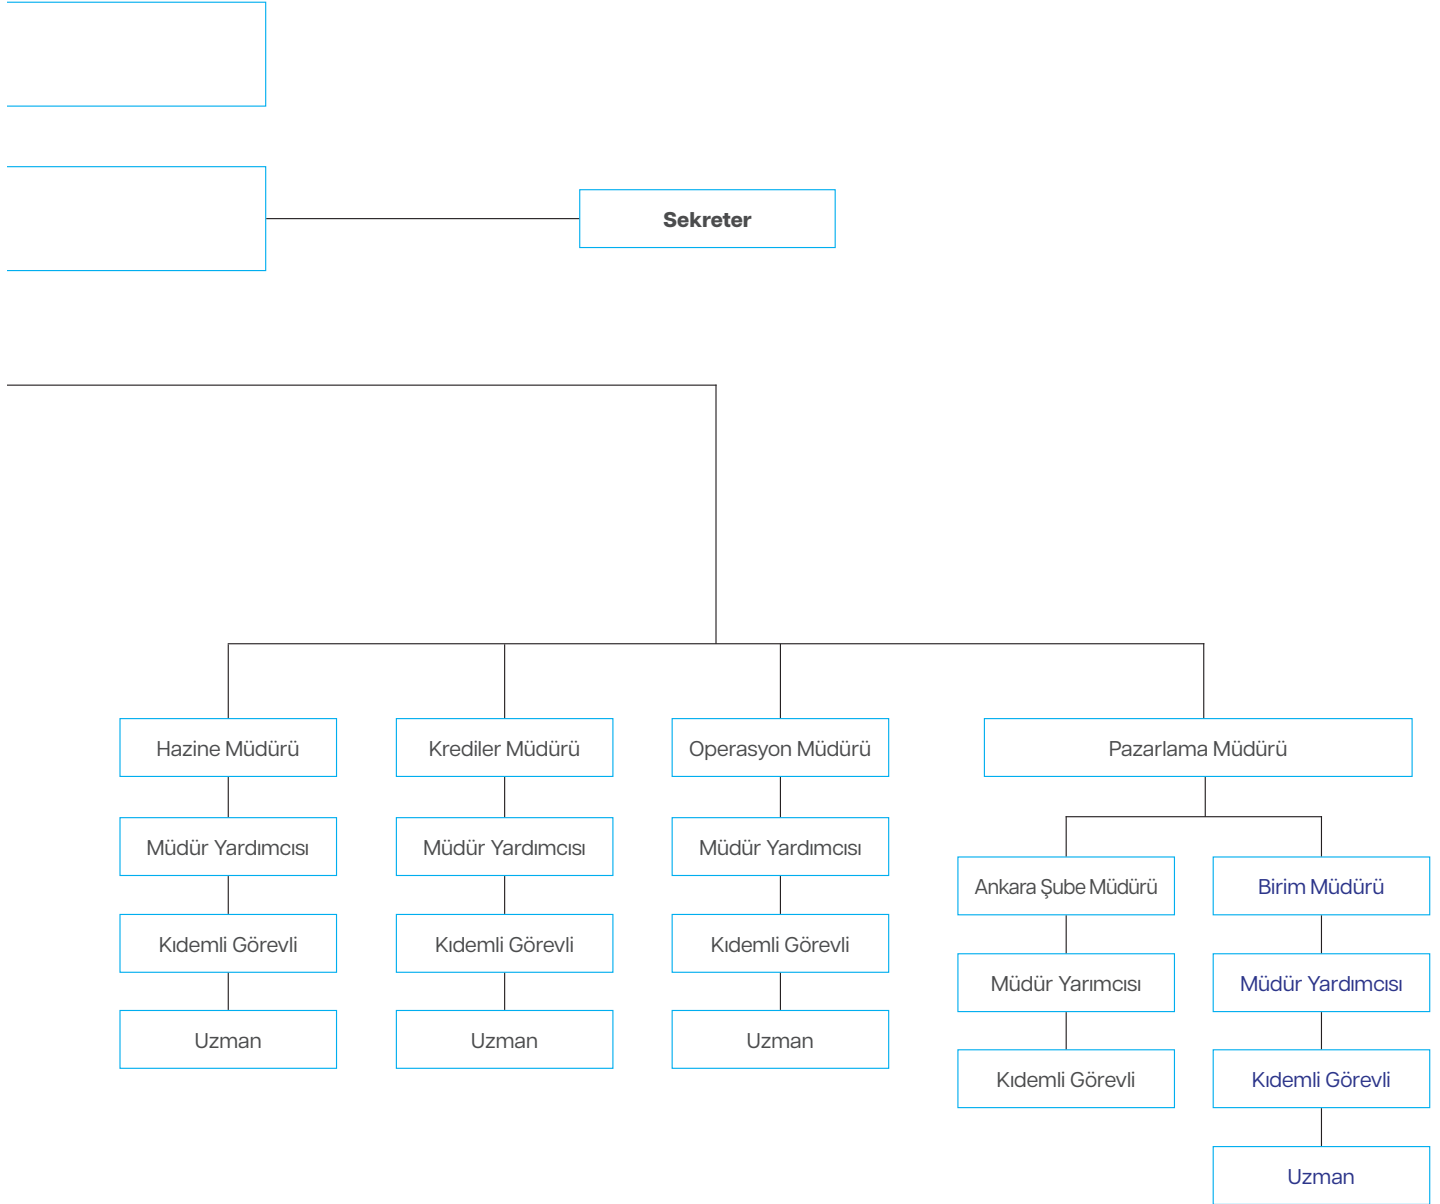 Sekreter
Hazine Müdürü
Krediler Müdürü
Operasyon Müdürü
Pazarlama Müdürü
Müdür Yardımcısı
Müdür Yardımcısı
Müdür Yardımcısı
Ankara Şube Müdürü
Birim Müdürü
Kıdemli Görevli
Kıdemli Görevli
Kıdemli Görevli
Müdür Yarımcısı
Müdür Yardımcısı
Uzman
Uzman
Uzman
Kıdemli Görevli
Kıdemli Görevli
Uzman